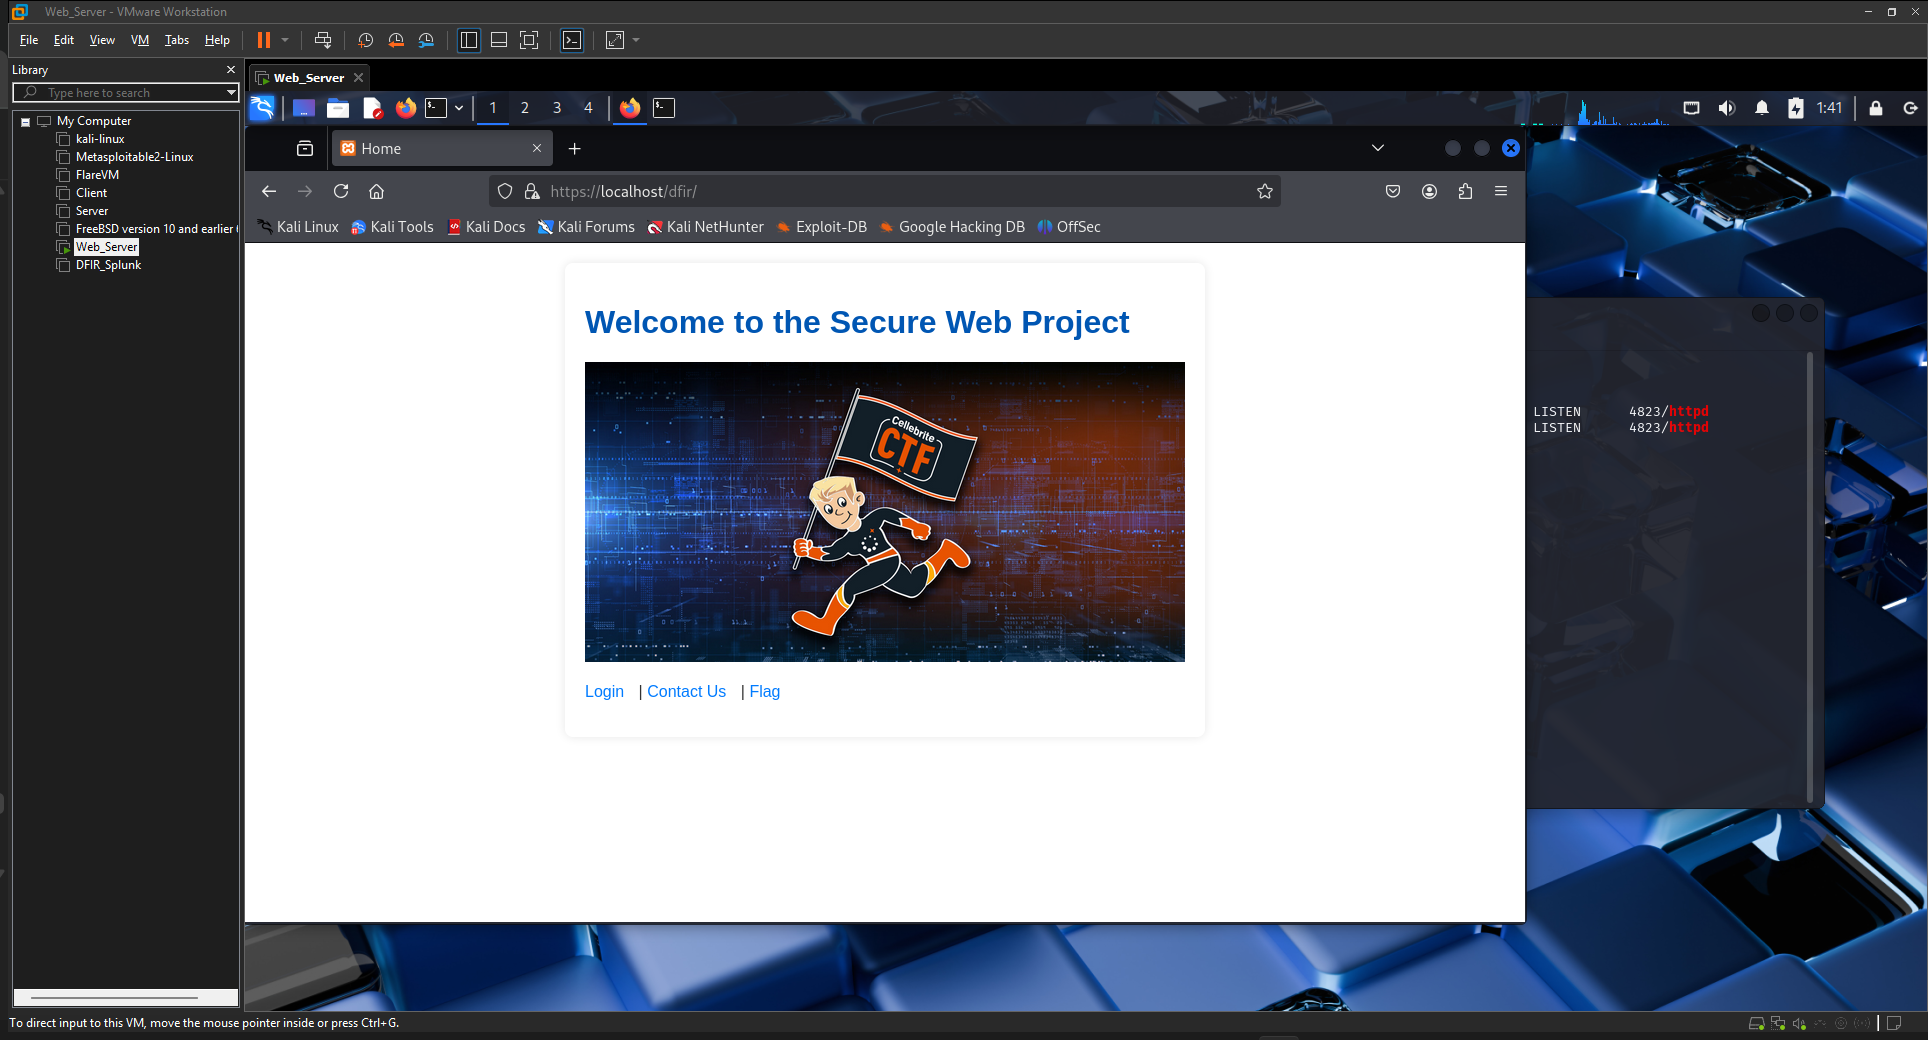 Web_Server - VMware Workstation
File Edit View VM Tabs Help
Library
Type here to search
My Computer
kali-linux
Metasploitable2-Linux
FlareVM
Client
Server
FreeBSD version 10 and earlier
Web_Server
DFIR_Splunk
Web_Server
1 2 3 4
1:41
Home
https://localhost/dfir/
Kali Linux Kali Tools Kali Docs Kali Forums Kali NetHunter Exploit-DB Google Hacking DB OffSec
Welcome to the Secure Web Project
Cellebrite
CTF
Login | Contact Us | Flag
LISTEN 4823/httpd
LISTEN 4823/httpd
To direct input to this VM, move the mouse pointer inside or press Ctrl+G.